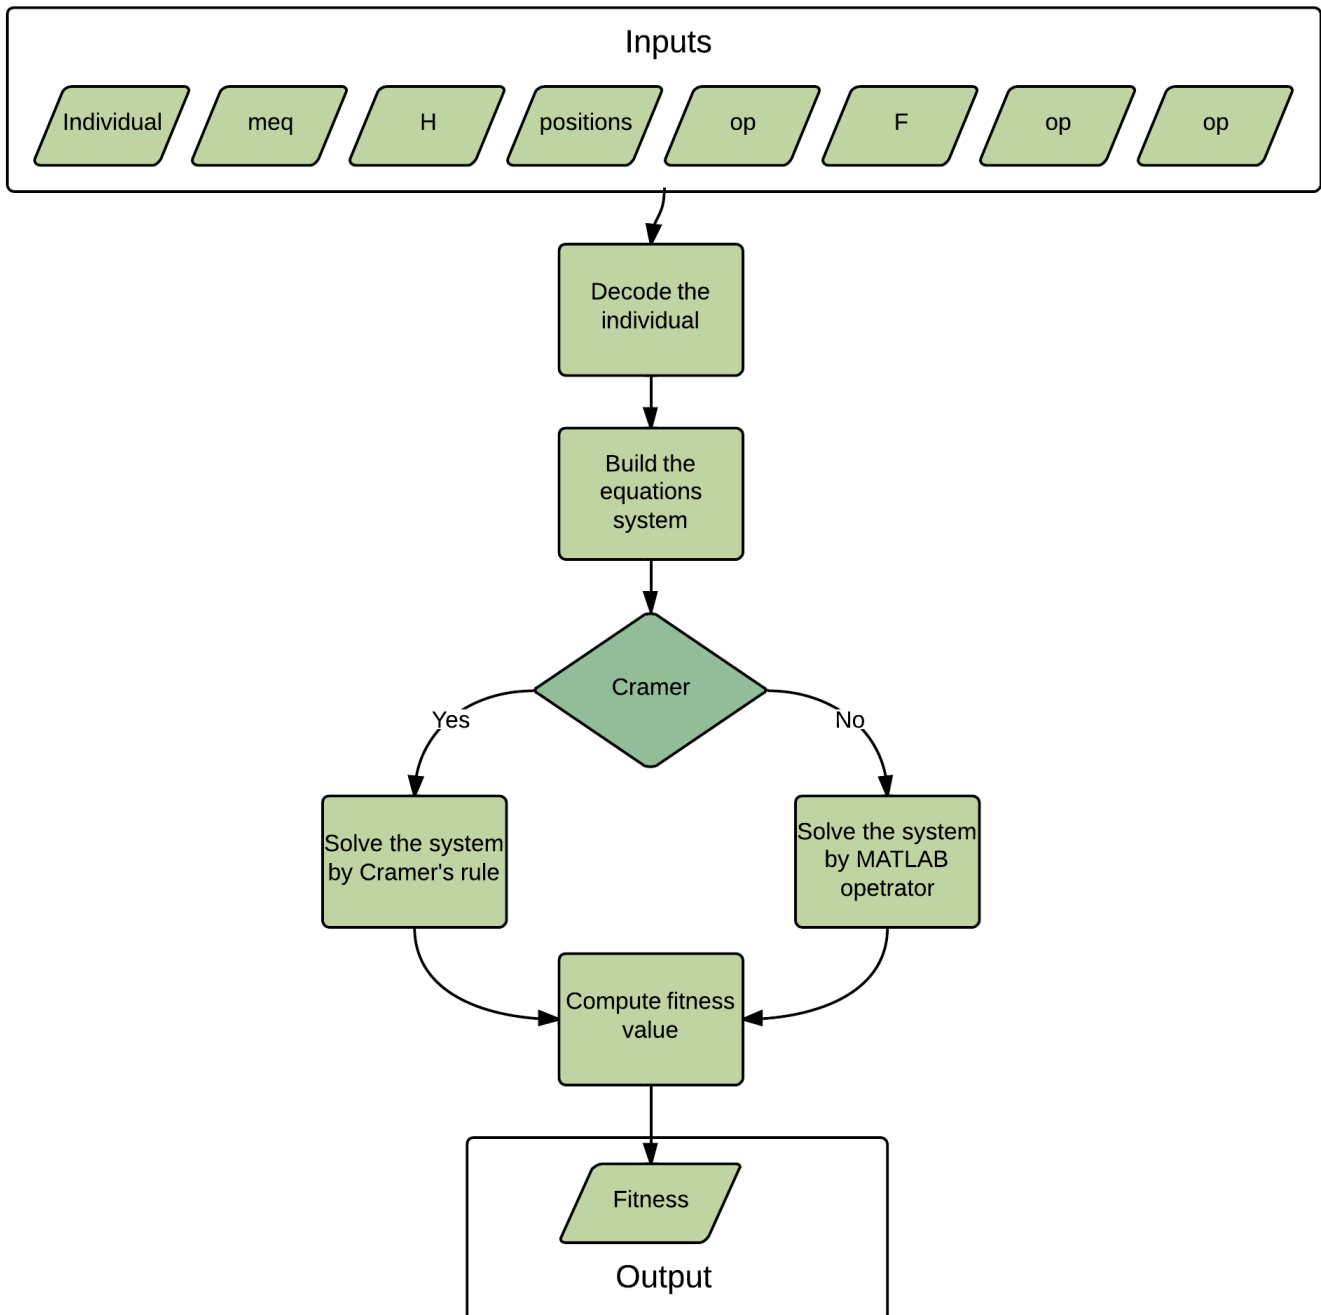 Inputs
Individual
meq
H
positions
op
F
op
op
Decode the
individual
Build the
equations
system
Cramer
Yes
No
Solve the system
by Cramer's rule
Solve the system
by MATLAB
opetrator
Compute fitness
value
Fitness
Output